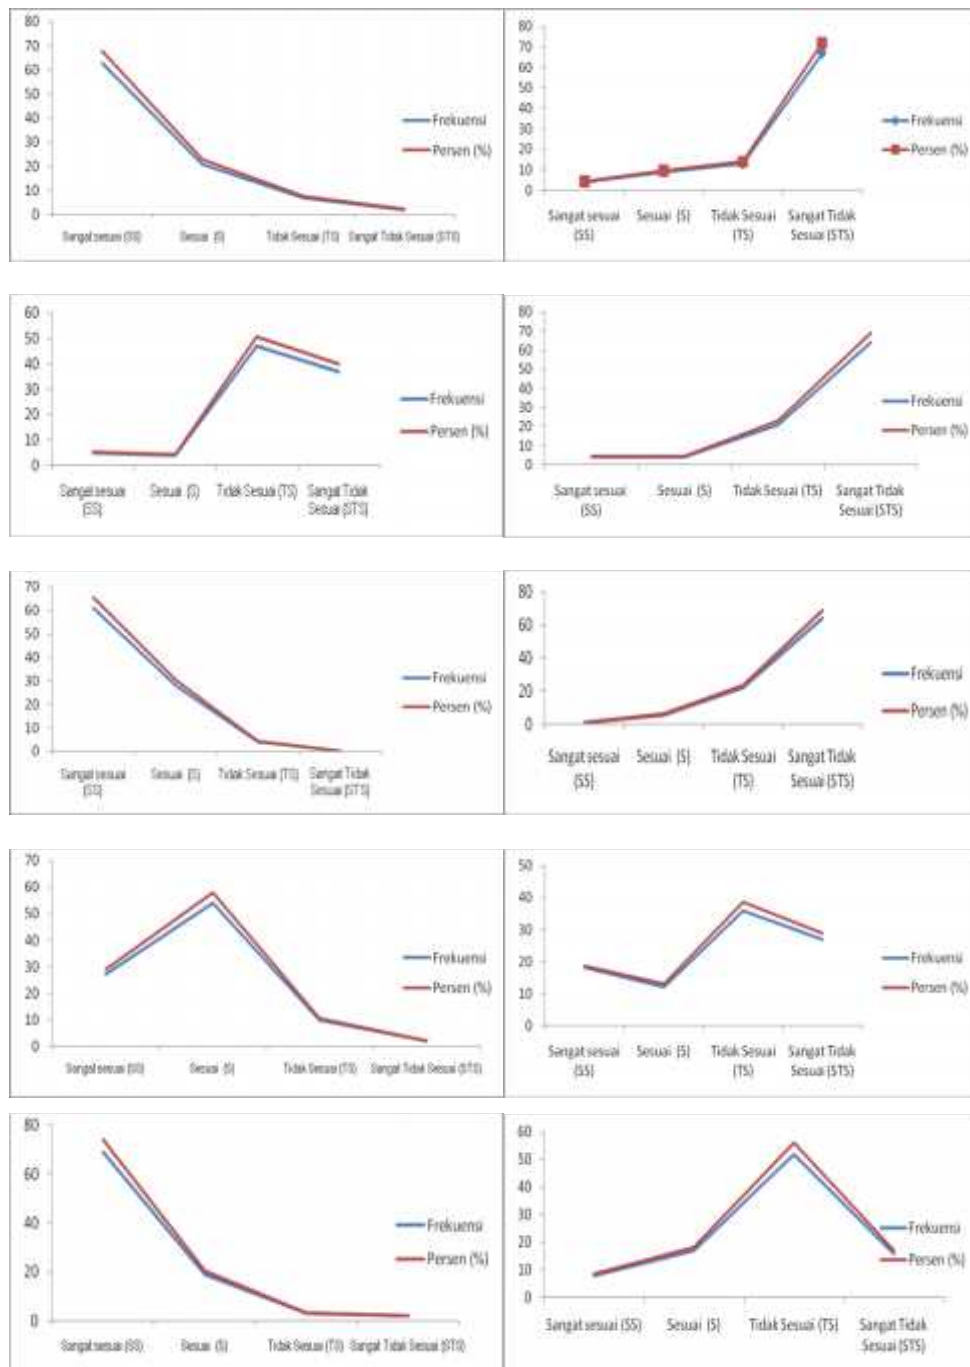 80
70
60
50
40
30
20
10
0
Sangat sesuai (SS) Sesuai (S) Tidak Sesuai (TS) Sangat Tidak Sesuai (STS)
Frekuensi
Persen (%)
80
70
60
50
40
30
20
10
0
Sangat sesuai Sesuai (S) Tidak Sesuai Sangat Tidak
(SS) (TS) Sesuai (STS)
Frekuensi
Persen (%)
60
50
40
30
20
10
0
Sangat sesuai Sesuai (S) Tidak Sesuai (TS) Sangat Tidak
(SS) Sesuai (STS)
Frekuensi
Persen (%)
80
70
60
50
40
30
20
10
0
Sangat sesuai Sesuai (S) Tidak Sesuai (TS) Sangat Tidak
(SS) Sesuai (STS)
Frekuensi
Persen (%)
70
60
50
40
30
20
10
0
Sangat sesuai Sesuai (S) Tidak Sesuai (TS) Sangat Tidak
(SS) Sesuai (STS)
Frekuensi
Persen (%)
80
60
40
20
0
Sangat sesuai Sesuai (S) Tidak Sesuai Sangat Tidak
(SS) (TS) Sesuai (STS)
Frekuensi
Persen (%)
70
60
50
40
30
20
10
0
Sangat sesuai (SS) Sesuai (S) Tidak Sesuai (TS) Sangat Tidak Sesuai (STS)
Frekuensi
Persen (%)
50
40
30
20
10
0
Sangat sesuai Sesuai (S) Tidak Sesuai Sangat Tidak
(SS) (TS) Sesuai (STS)
Frekuensi
Persen (%)
80
60
40
20
0
Sangat sesuai (SS) Sesuai (S) Tidak Sesuai (TS) Sangat Tidak Sesuai (STS)
Frekuensi
Persen (%)
60
50
40
30
20
10
0
Sangat sesuai (SS) Sesuai (S) Tidak Sesuai (TS) Sangat Tidak
Sesuai (STS)
Frekuensi
Persen (%)